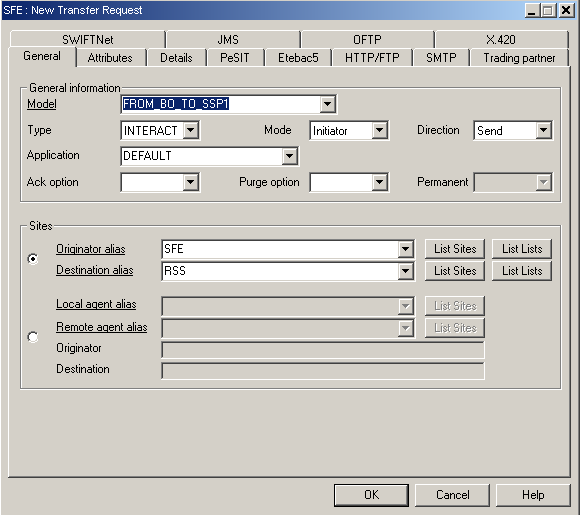 SFE : New Transfer Request
SWIFTNet JMS OFTP X.420
General Attributes Details PeSIT Etebac5 HTTP/FTP SMTP Trading partner
General information
Model FROM_BO_TO_SSP1
Type INTERACT Mode Initiator Direction Send
Application DEFAULT
Ack option Purge option Permanent
Sites
Originator alias SFE List Sites List Lists
Destination alias RSS List Sites List Lists
Local agent alias List Sites
Remote agent alias List Sites
Originator
Destination
OK Cancel Help